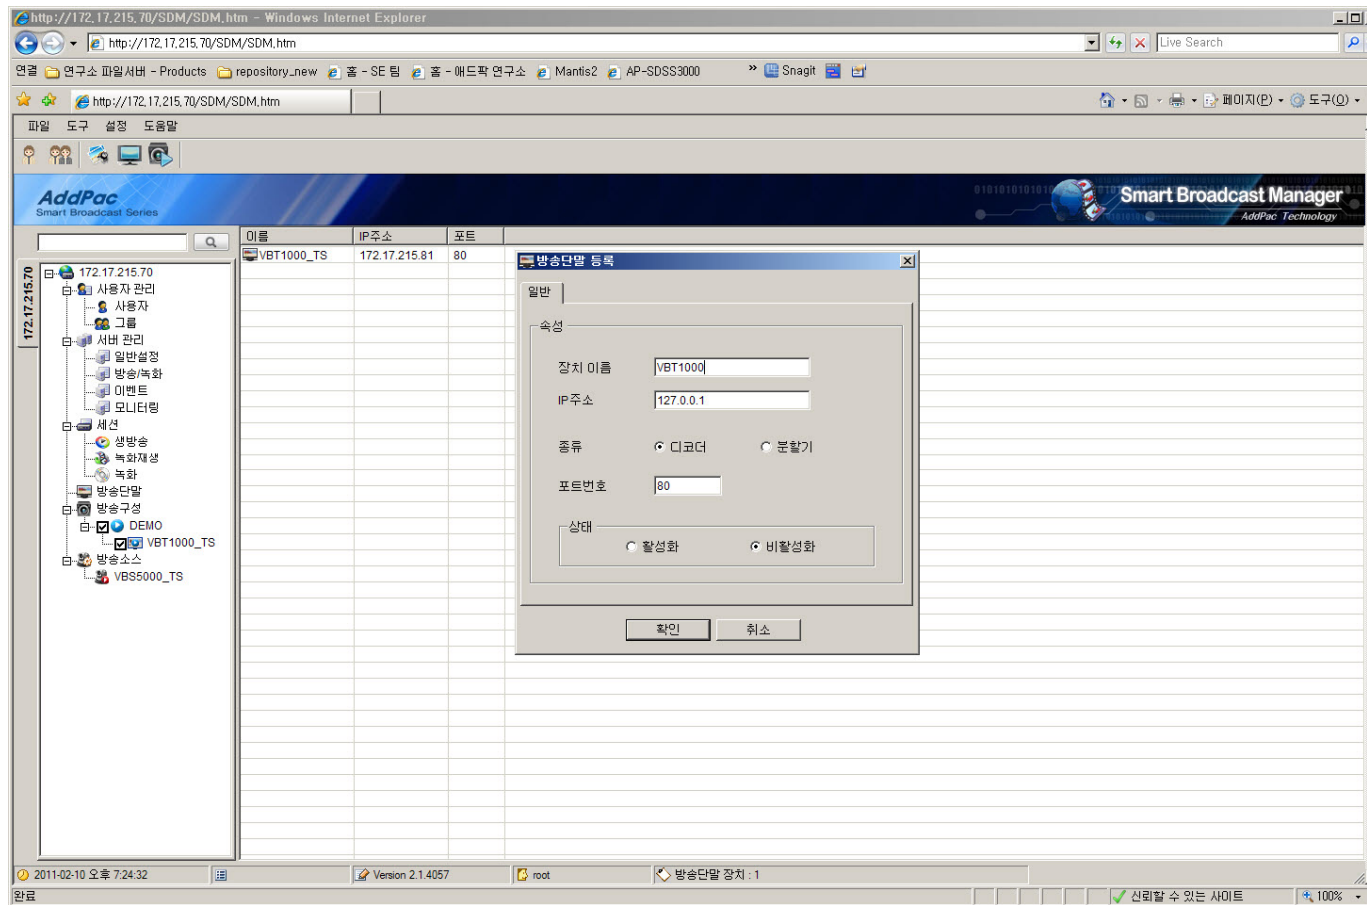 http://172.17.215.70/SDM/SDM.htm - Windows Internet Explorer
http://172.17.215.70/SDM/SDM.htm
Live Search
연결 연구소 파일서버 - Products repository_new 홈 - SE 팀 홈 - 애드팍 연구소 Mantis2 AP-SDSS3000 » Snagit
http://172.17.215.70/SDM/SDM.htm
페이지(P) 도구(O)
파일 도구 설정 도움말
AddPac
Smart Broadcast Series
Smart Broadcast Manager
AddPac Technology
이름 IP주소 포트
VBT1000_TS 172.17.215.81 80
172.17.215.70
172.17.215.70
사용자 관리
사용자
그룹
서버 관리
일반설정
방송/녹화
이벤트
모니터링
세션
생방송
녹화재생
녹화
방송단말
방송구성
DEMO
VBT1000_TS
방송소스
VBS5000_TS
방송단말 등록
일반
속성
장치 이름 VBT1000
IP주소 127.0.0.1
종류 디코더 분할기
포트번호 80
상태
활성화 비활성화
확인 취소
2011-02-10 오후 7:24:32 Version 2.1.4057 root 방송단말 장치 : 1
완료 신뢰할 수 있는 사이트 100%